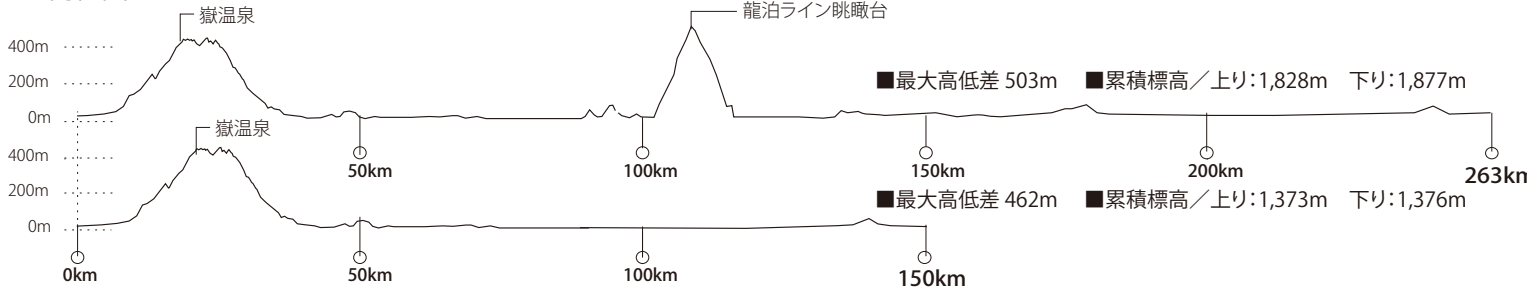 嶽温泉
龍泊ライン眺瞰台
400m
200m
0m
■最大高低差 503m ■累積標高／上り：1,828m 下り：1,877m
50km
100km
150km
200km
263km
嶽温泉
400m
200m
0m
■最大高低差 462m ■累積標高／上り：1,373m 下り：1,376m
0km
50km
100km
150km